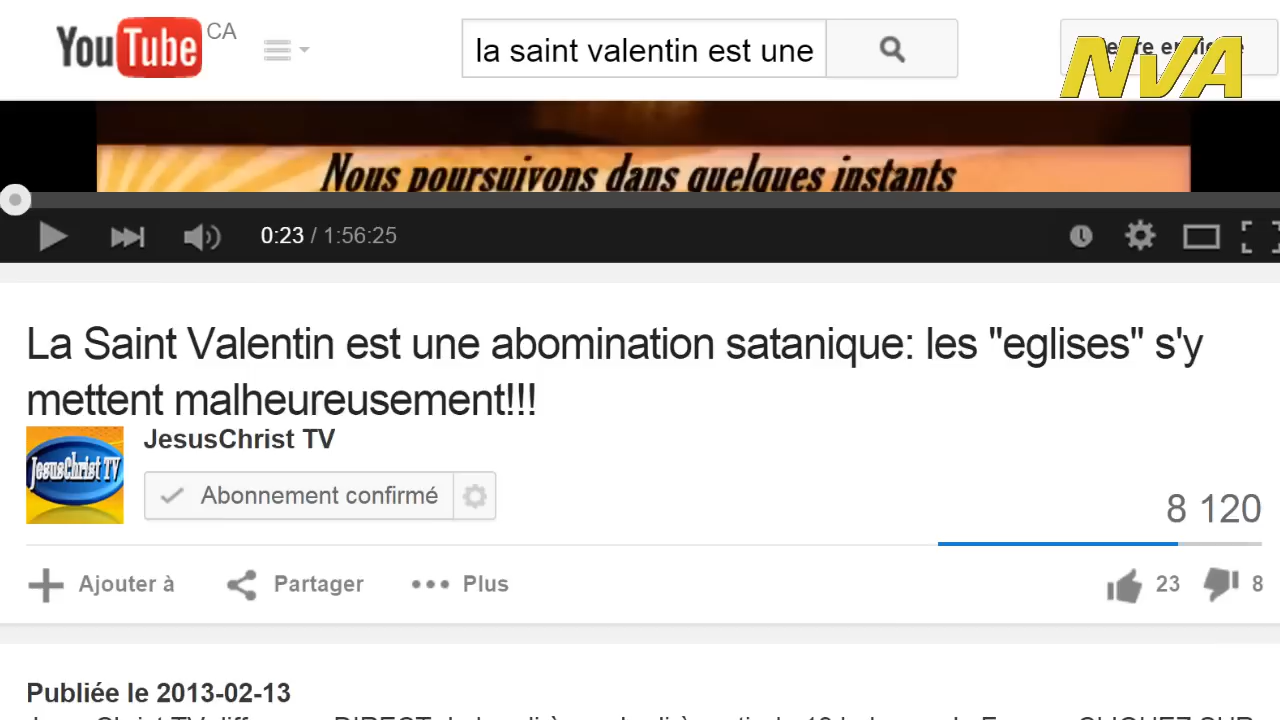 YouTube CA
la saint valentin est une
NVA
Nous poursuivons dans quelques instants
0:23 / 1:56:25
La Saint Valentin est une abomination satanique: les "eglises" s'y
mettent malheureusement!!!
JesusChrist TV
JesusChrist TV
Abonnement confirmé
8 120
Ajouter à
Partager
Plus
23
8
Publiée le 2013-02-13